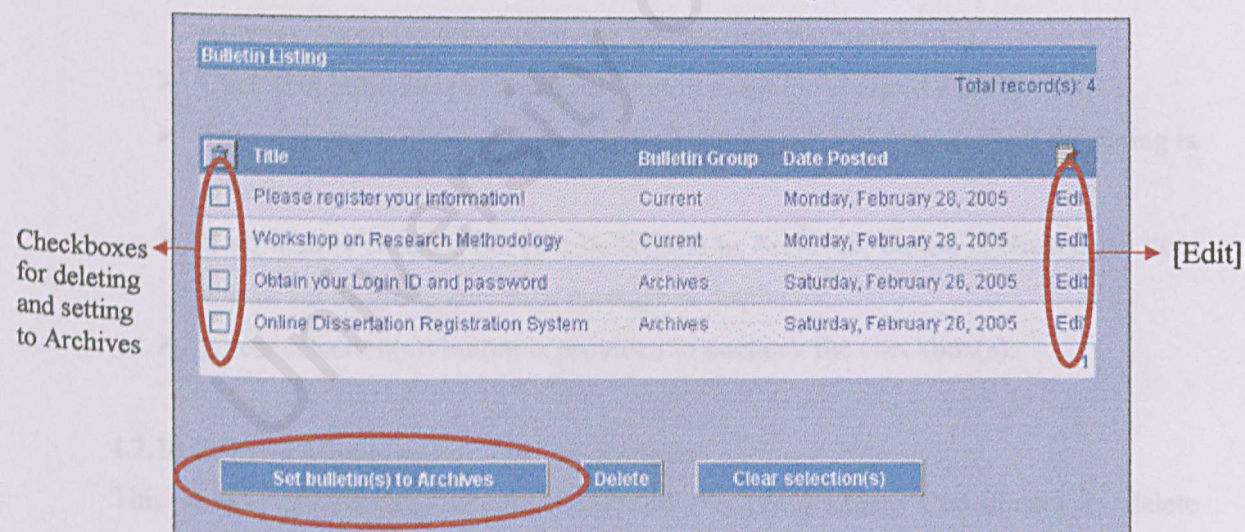 Bulletin Listing
Total record(s): 4
Title Bulletin Group Date Posted
Please register your information! Current Monday, February 28, 2005 Edit
Workshop on Research Methodology Current Monday, February 28, 2005 Edit
Obtain your Login ID and password Archives Saturday, February 26, 2005 Edit
Online Dissertation Registration System Archives Saturday, February 26, 2005 Edit
1
Checkboxes
for deleting
and setting
to Archives
[Edit]
Set bulletin(s) to Archives Delete Clear selection(s)
University